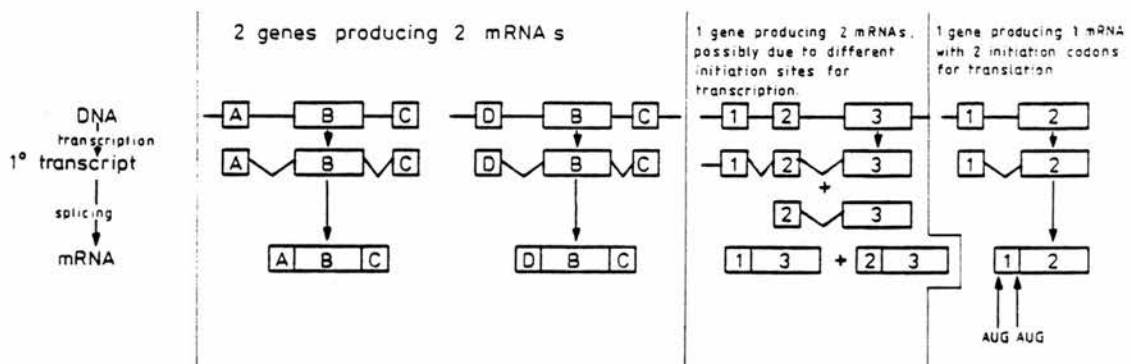 2 genes producing 2 mRNAs
1 gene producing 2 mRNAs,
possibly due to different
initiation sites for
transcription.
1 gene producing 1 mRNA
with 2 initiation codons
for translation
DNA
transcription
1° transcript
splicing
mRNA
A B C
A B C
A B C
D B C
D B C
D B C
1 2 3
1 2 3
+
2 3
1 3 + 2 3
1 2
1 2
1 2
AUG AUG